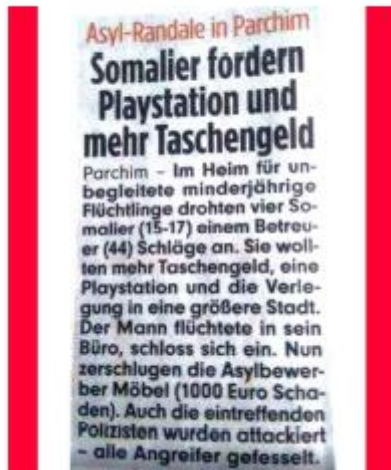 Asyl-Randale in Parchim
Somalier fordern
Playstation und
mehr Taschengeld
Parchim – Im Heim für un-
begleitete minderjährige
Flüchtlinge drohten vier So-
malier (15-17) einem Betreu-
er (44) Schläge an. Sie woll-
ten mehr Taschengeld, eine
Playstation und die Verle-
gung in eine größere Stadt.
Der Mann flüchtete in sein
Büro, schloss sich ein. Nun
zerschlugen die Asylbewer-
ber Möbel (1000 Euro Scha-
den). Auch die eintreffenden
Polizisten wurden attackiert
– alle Angreifer gefesselt.